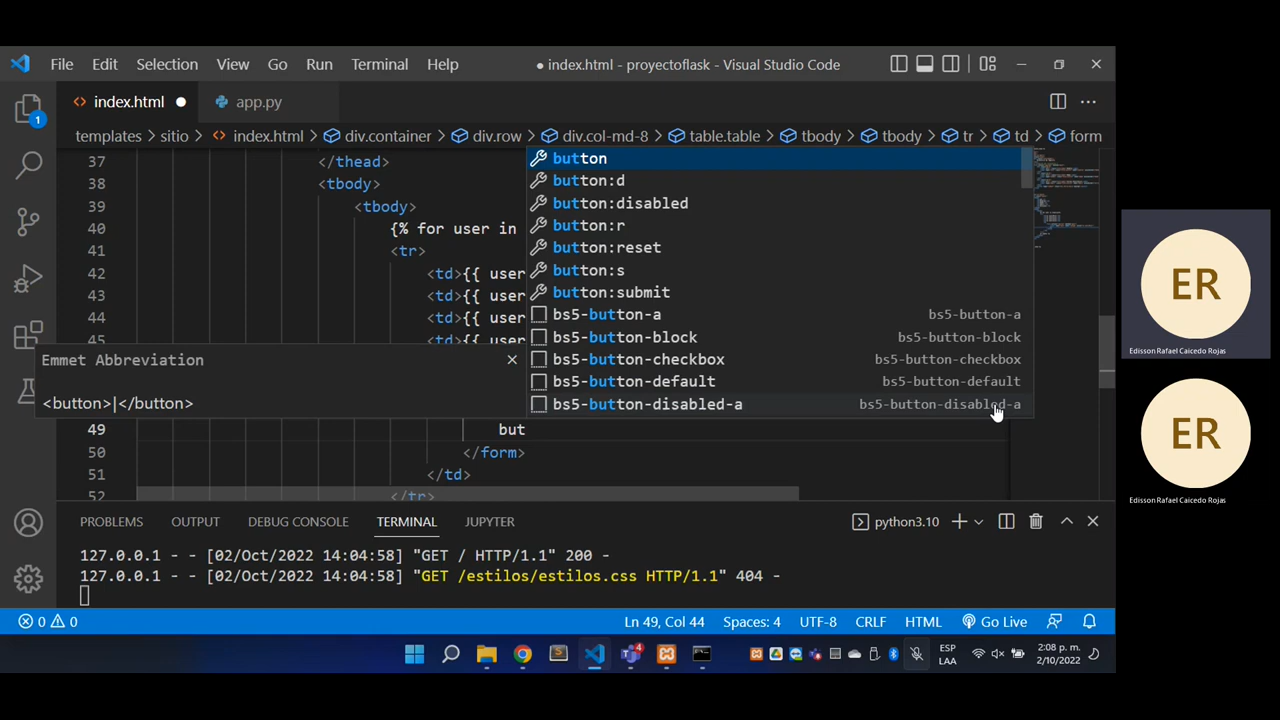 File Edit Selection View Go Run Terminal Help
● index.html - proyectoflask - Visual Studio Code
index.html ● app.py
templates > sitio > index.html > div.container > div.row > div.col-md-8 > table.table > tbody > tbody > tr > td > form
37 </thead>
38 <tbody>
39 <tbody>
40 {% for user in
41 <tr>
42 <td>{{ user
43 <td>{{ user
44 <td>{{ user
45 <td>{{ user
button
button:d
button:disabled
button:r
button:reset
button:s
button:submit
bs5-button-a bs5-button-a
bs5-button-block bs5-button-block
bs5-button-checkbox bs5-button-checkbox
bs5-button-default bs5-button-default
bs5-button-disabled-a bs5-button-disabled-a
Emmet Abbreviation
<button>|</button>
49 but
50 </form>
51 </td>
52 </tr>
PROBLEMS OUTPUT DEBUG CONSOLE TERMINAL JUPYTER
python3.10
127.0.0.1 - - [02/Oct/2022 14:04:58] "GET / HTTP/1.1" 200 -
127.0.0.1 - - [02/Oct/2022 14:04:58] "GET /estilos/estilos.css HTTP/1.1" 404 -
0 0 Ln 49, Col 44 Spaces: 4 UTF-8 CRLF HTML Go Live
1
4
ESP
LAA
2:08 p. m.
2/10/2022
ER
Edisson Rafael Caicedo Rojas
ER
Edisson Rafael Caicedo Rojas